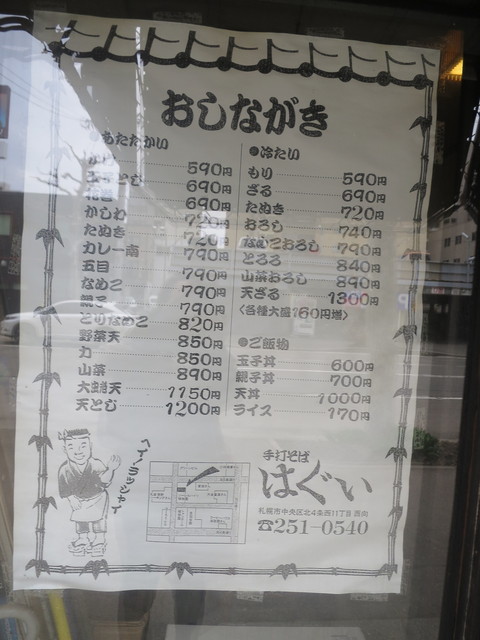 おしながき
あたたかい
かけ 590円
玉子とじ 690円
花巻 690円
かしわ 720円
たぬき 720円
カレー南 790円
五目 790円
なめこ 790円
親子 790円
とりなめこ 820円
野菜天 850円
力 850円
山菜 890円
大海老天 1150円
天とじ 1200円
●冷たい
もり 590円
ざる 690円
たぬき 720円
おろし 740円
なめこおろし 790円
とろろ 840円
山菜おろし 890円
天ざる 1300円
〈各種大盛160円増〉
●ご飯物
玉子丼 600円
親子丼 700円
天丼 1000円
ライス 170円
ヘイ!ラッシャイ
手打そば
はぐい
札幌市中央区北4条西11丁目 西向
☎251-0540